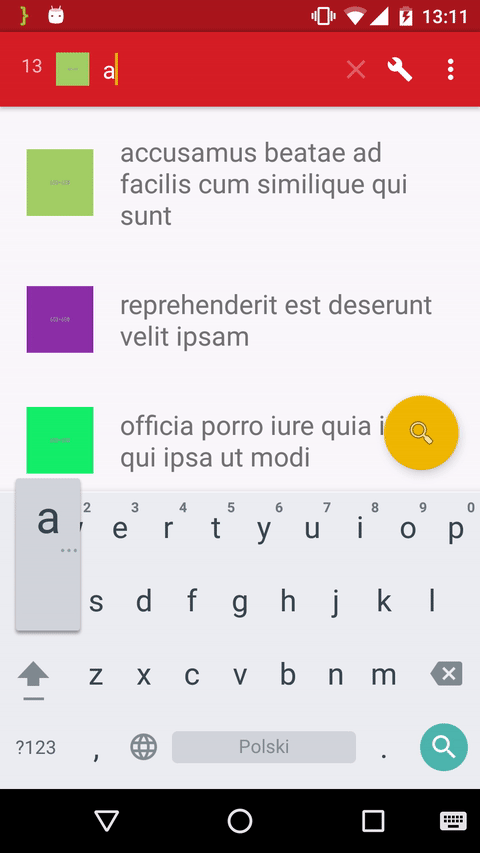 } 13:11
13 a
accusamus beatae ad
facilis cum similique qui
sunt
reprehenderit est deserunt
velit ipsam
officia porro iure quia i
qui ipsa ut modi
a ...
2 3 4 5 6 7 8 9 0
e r t y u i o p
s d f g h j k l
z x c v b n m
?123 , Polski .